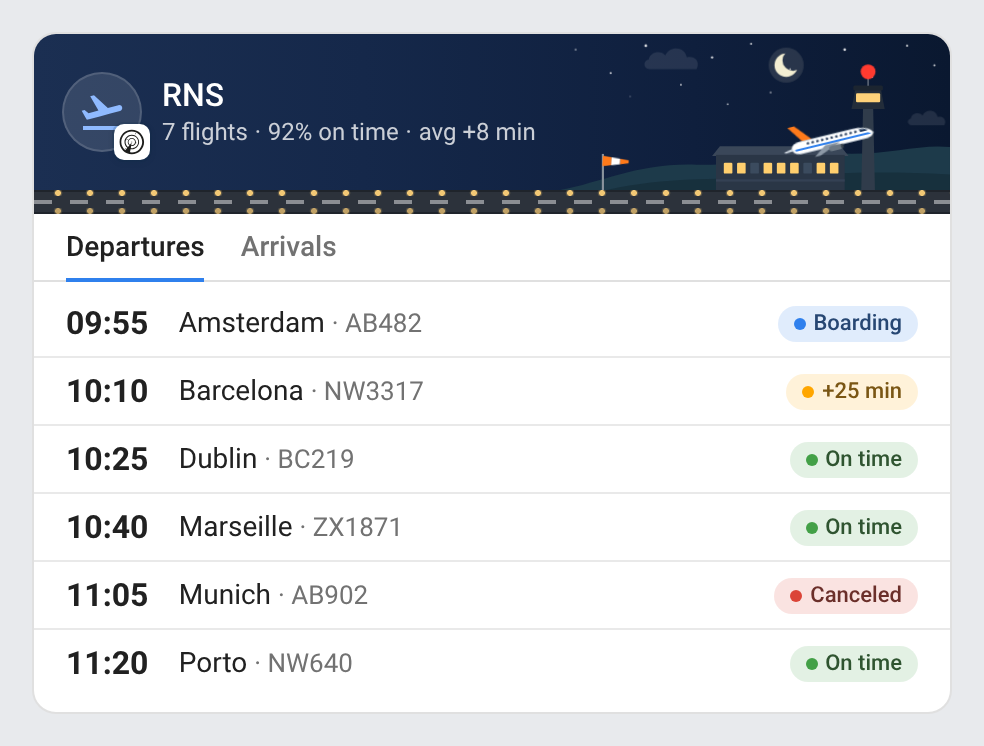 RNS
7 flights · 92% on time · avg +8 min
Departures Arrivals
09:55 Amsterdam · AB482 Boarding
10:10 Barcelona · NW3317 +25 min
10:25 Dublin · BC219 On time
10:40 Marseille · ZX1871 On time
11:05 Munich · AB902 Canceled
11:20 Porto · NW640 On time